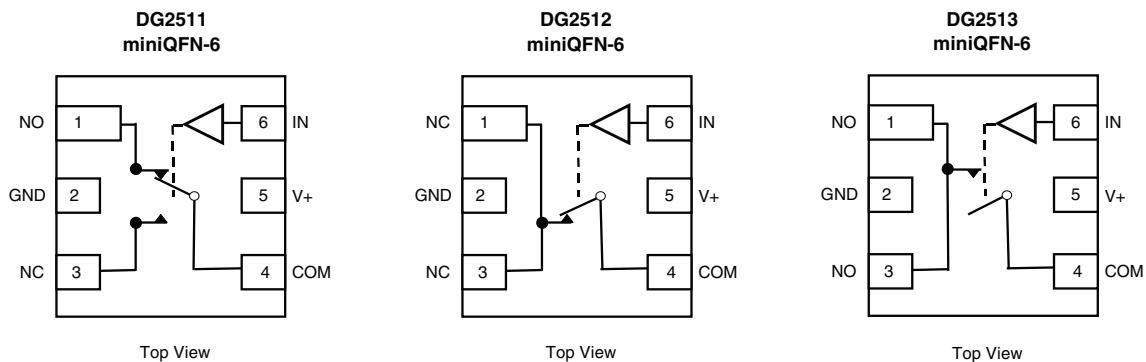 DG2511
miniQFN-6
NO
1
6
IN
GND
2
5
V+
NC
3
4
COM
Top View
DG2512
miniQFN-6
NC
1
6
IN
GND
2
5
V+
NC
3
4
COM
Top View
DG2513
miniQFN-6
NO
1
6
IN
GND
2
5
V+
NO
3
4
COM
Top View